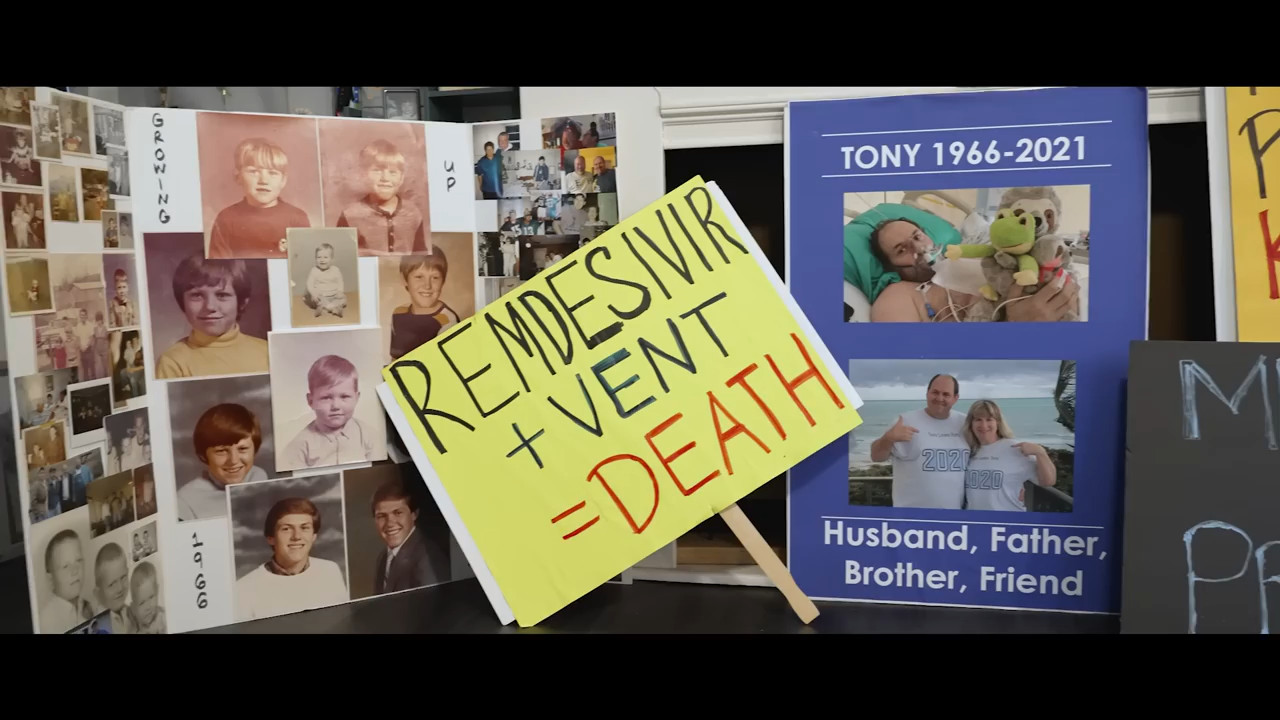 GROWING
UP
1966
REMDESIVIR
+ VENT
= DEATH
TONY 1966-2021
2020
2020
Husband, Father,
Brother, Friend